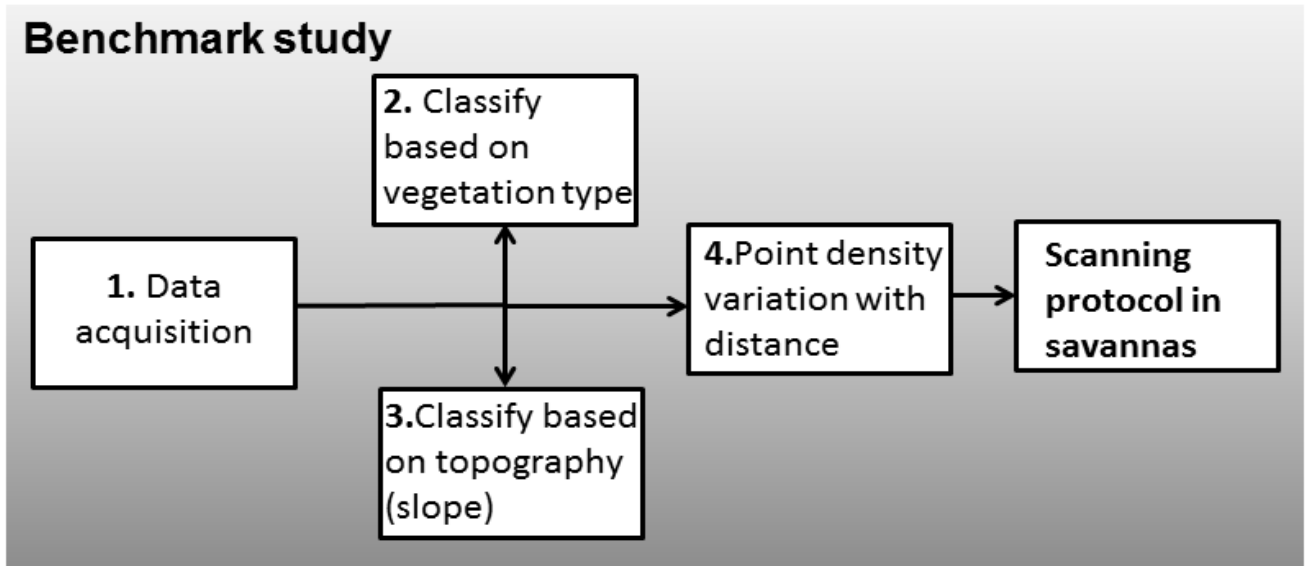 Benchmark study
2. Classify
based on
vegetation type
1. Data
acquisition
3.Classify based
on topography
(slope)
4.Point density
variation with
distance
Scanning
protocol in
savannas